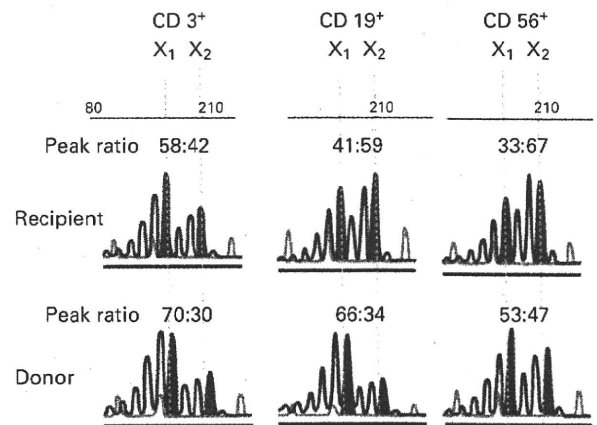 CD 3⁺ CD 19⁺ CD 56⁺
X₁ X₂ X₁ X₂ X₁ X₂
80 210 210 210
Peak ratio 58:42 41:59 33:67
Recipient
Peak ratio 70:30 66:34 53:47
Donor